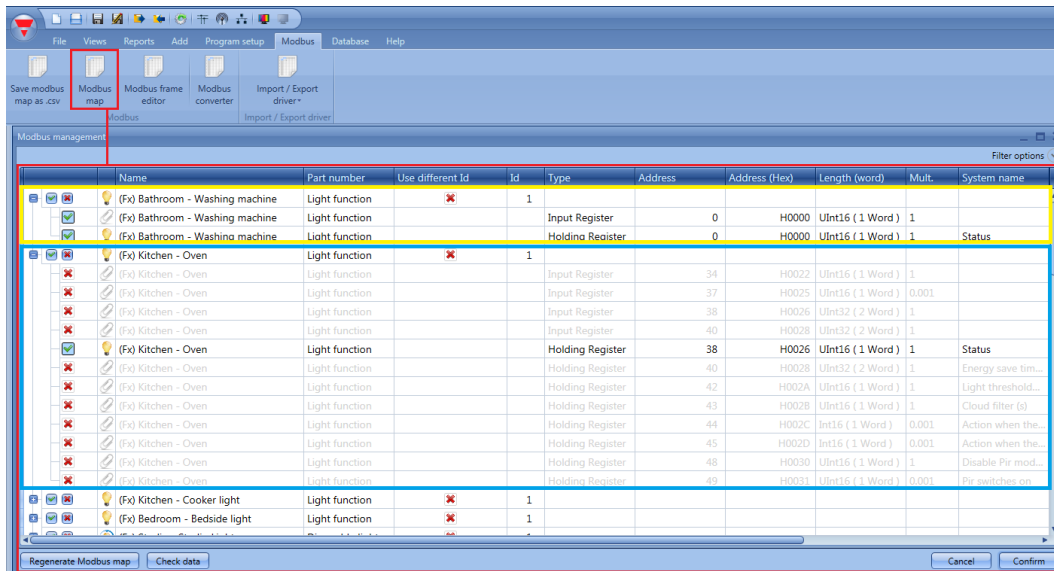 File Views Reports Add Program setup Modbus Database Help
Save modbus map as .csv
Modbus map
Modbus frame editor
Modbus converter
Import / Export driver
Modbus
Import / Export driver
Modbus management
Filter options
Name Part number Use different Id Id Type Address Address (Hex) Length (word) Mult. System name
(Fx) Bathroom - Washing machine Light function 1
(Fx) Bathroom - Washing machine Light function Input Register 0 H0000 UInt16 ( 1 Word ) 1
(Fx) Bathroom - Washing machine Light function Holding Register 0 H0000 UInt16 ( 1 Word ) 1 Status
(Fx) Kitchen - Oven Light function 1
(Fx) Kitchen - Oven Light function Input Register 34 H0022 UInt16 ( 1 Word ) 1
(Fx) Kitchen - Oven Light function Input Register 37 H0025 UInt16 ( 1 Word ) 0.001
(Fx) Kitchen - Oven Light function Input Register 38 H0026 UInt32 ( 2 Word ) 1
(Fx) Kitchen - Oven Light function Input Register 40 H0028 UInt32 ( 2 Word ) 1
(Fx) Kitchen - Oven Light function Holding Register 38 H0026 UInt16 ( 1 Word ) 1 Status
(Fx) Kitchen - Oven Light function Holding Register 40 H0028 UInt32 ( 2 Word ) 1 Energy save tim...
(Fx) Kitchen - Oven Light function Holding Register 42 H002A UInt16 ( 1 Word ) 1 Light threshold...
(Fx) Kitchen - Oven Light function Holding Register 43 H002B UInt16 ( 1 Word ) 1 Cloud filter (s)
(Fx) Kitchen - Oven Light function Holding Register 44 H002C Int16 ( 1 Word ) 0.001 Action when the...
(Fx) Kitchen - Oven Light function Holding Register 45 H002D Int16 ( 1 Word ) 0.001 Action when the...
(Fx) Kitchen - Oven Light function Holding Register 48 H0030 UInt16 ( 1 Word ) 1 Disable Pir mod...
(Fx) Kitchen - Oven Light function Holding Register 49 H0031 UInt16 ( 1 Word ) 0.001 Pir switches on
(Fx) Kitchen - Cooker light Light function 1
(Fx) Bedroom - Bedside light Light function 1
Regenerate Modbus map Check data Cancel Confirm